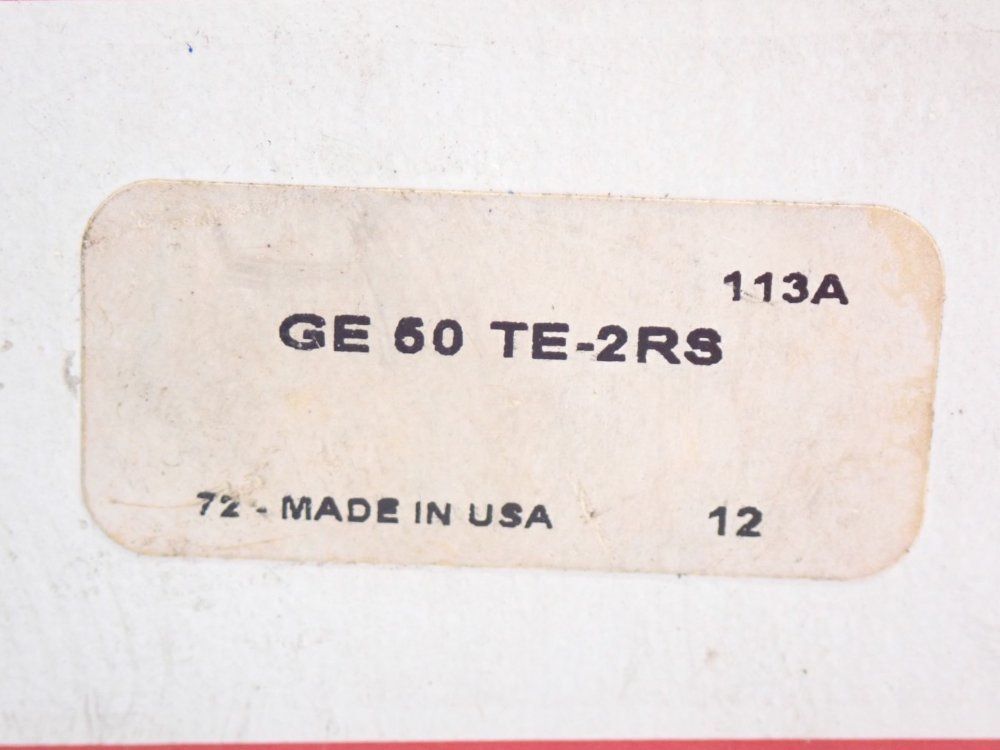 113A
GE 60 TE-2RS
72 - MADE IN USA 12